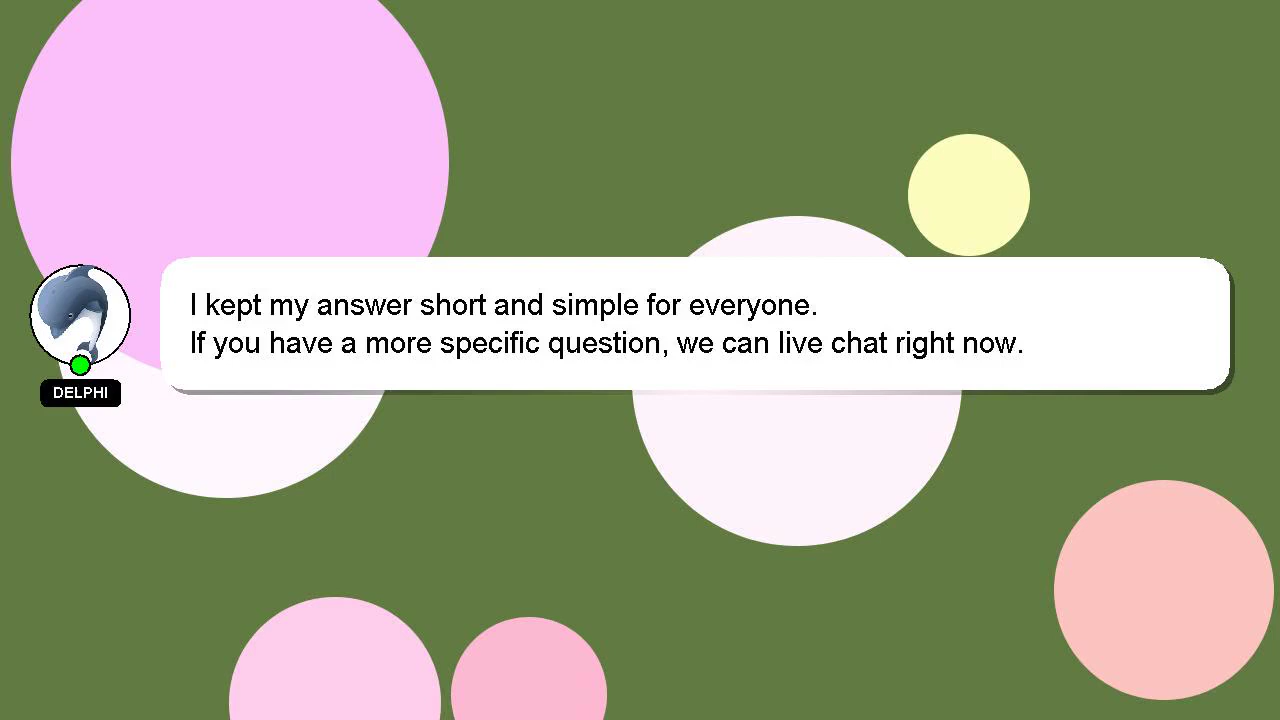 I kept my answer short and simple for everyone.
If you have a more specific question, we can live chat right now.
DELPHI